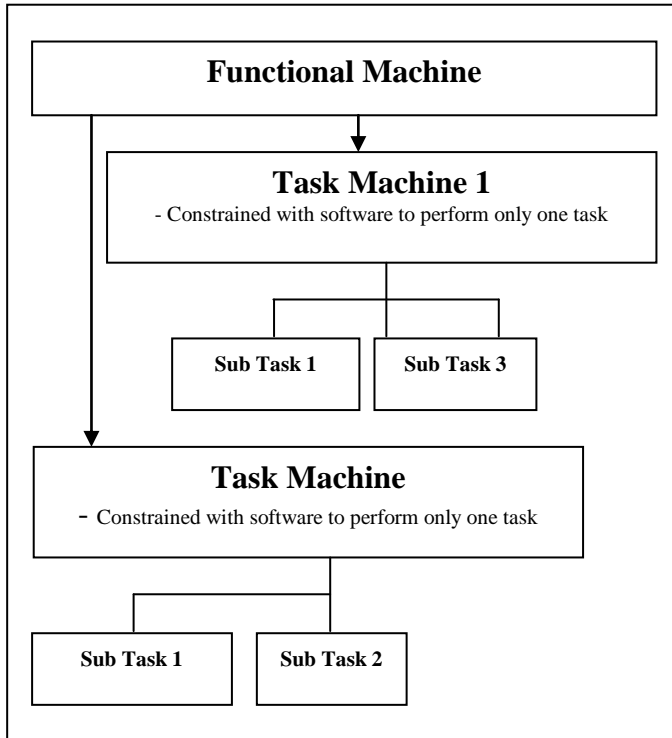 Functional Machine
Task Machine 1
- Constrained with software to perform only one task
Sub Task 1
Sub Task 3
Task Machine
- Constrained with software to perform only one task
Sub Task 1
Sub Task 2